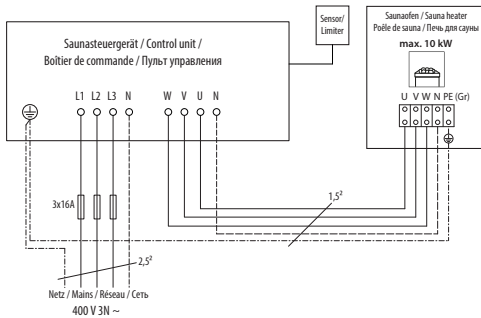 Saunasteuergerät / Control unit /
Boîtier de commande / Пульт управления
L1 L2 L3 N W V U N
Sensor/
Limiter
Saunaofen / Sauna heater
Poêle de sauna / Печь для сауны
max. 10 kW
U V W N PE (Gr)
3x16A
1,5²
2,5²
Netz / Mains / Réseau / Сеть
400 V 3N ~